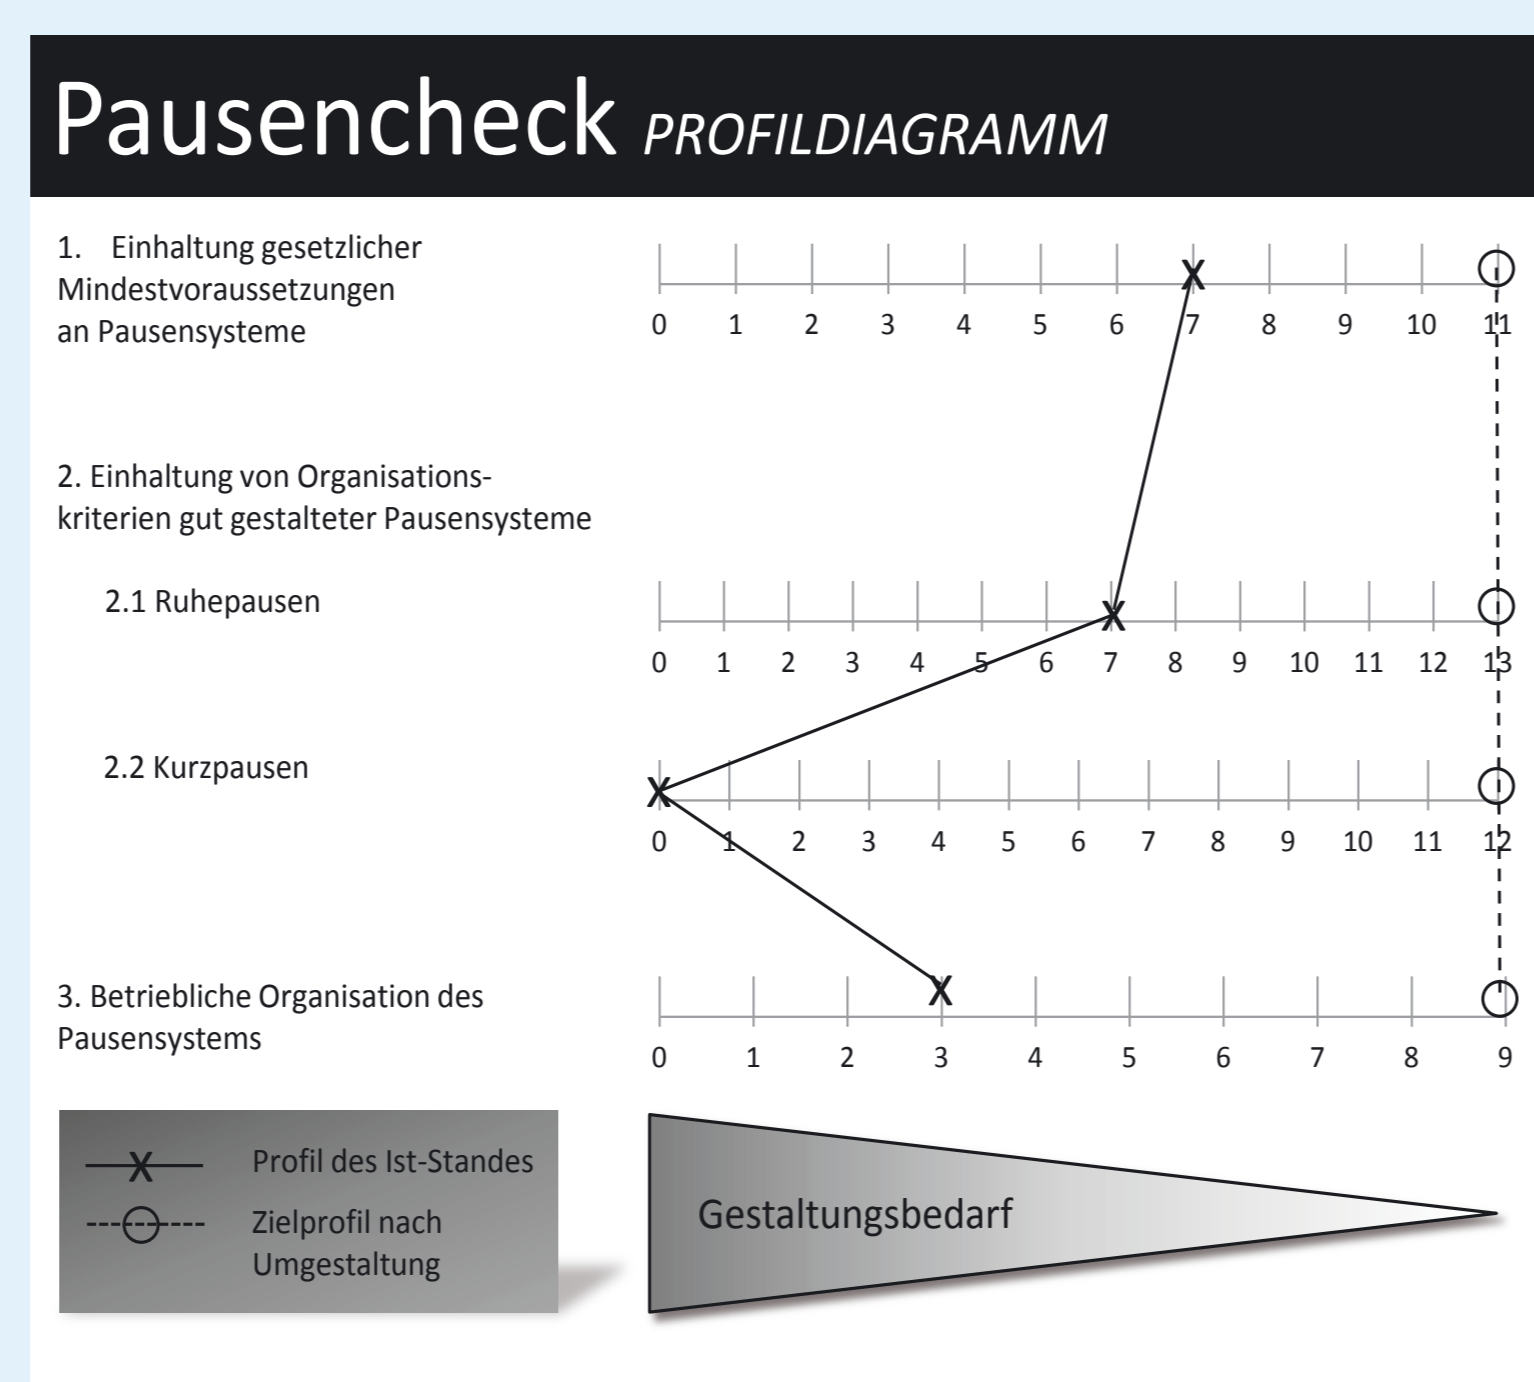 Pausencheck PROFILDIAGRAMM
1. Einhaltung gesetzlicher
Mindestvoraussetzungen
an Pausensysteme
0 1 2 3 4 5 6 7 8 9 10 11
2. Einhaltung von Organisations-
kriterien gut gestalteter Pausensysteme
2.1 Ruhepausen
0 1 2 3 4 5 6 7 8 9 10 11 12 13
2.2 Kurzpausen
0 1 2 3 4 5 6 7 8 9 10 11 12
3. Betriebliche Organisation des
Pausensystems
0 1 2 3 4 5 6 7 8 9
Profil des Ist-Standes
Zielprofil nach
Umgestaltung
Gestaltungsbedarf